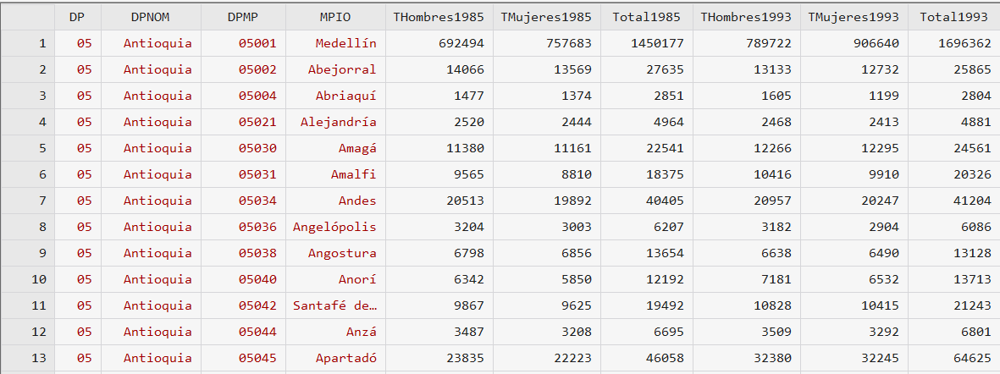 DP DPNOM DPMP MPIO THombres1985 TMujeres1985 Total1985 THombres1993 TMujeres1993 Total1993
1 05 Antioquia 05001 Medellín 692494 757683 1450177 789722 906640 1696362
2 05 Antioquia 05002 Abejorral 14066 13569 27635 13133 12732 25865
3 05 Antioquia 05004 Abriaquí 1477 1374 2851 1605 1199 2804
4 05 Antioquia 05021 Alejandría 2520 2444 4964 2468 2413 4881
5 05 Antioquia 05030 Amagá 11380 11161 22541 12266 12295 24561
6 05 Antioquia 05031 Amalfi 9565 8810 18375 10416 9910 20326
7 05 Antioquia 05034 Andes 20513 19892 40405 20957 20247 41204
8 05 Antioquia 05036 Angelópolis 3204 3003 6207 3182 2904 6086
9 05 Antioquia 05038 Angostura 6798 6856 13654 6638 6490 13128
10 05 Antioquia 05040 Anorí 6342 5850 12192 7181 6532 13713
11 05 Antioquia 05042 Santafé de… 9867 9625 19492 10828 10415 21243
12 05 Antioquia 05044 Anzá 3487 3208 6695 3509 3292 6801
13 05 Antioquia 05045 Apartadó 23835 22223 46058 32380 32245 64625